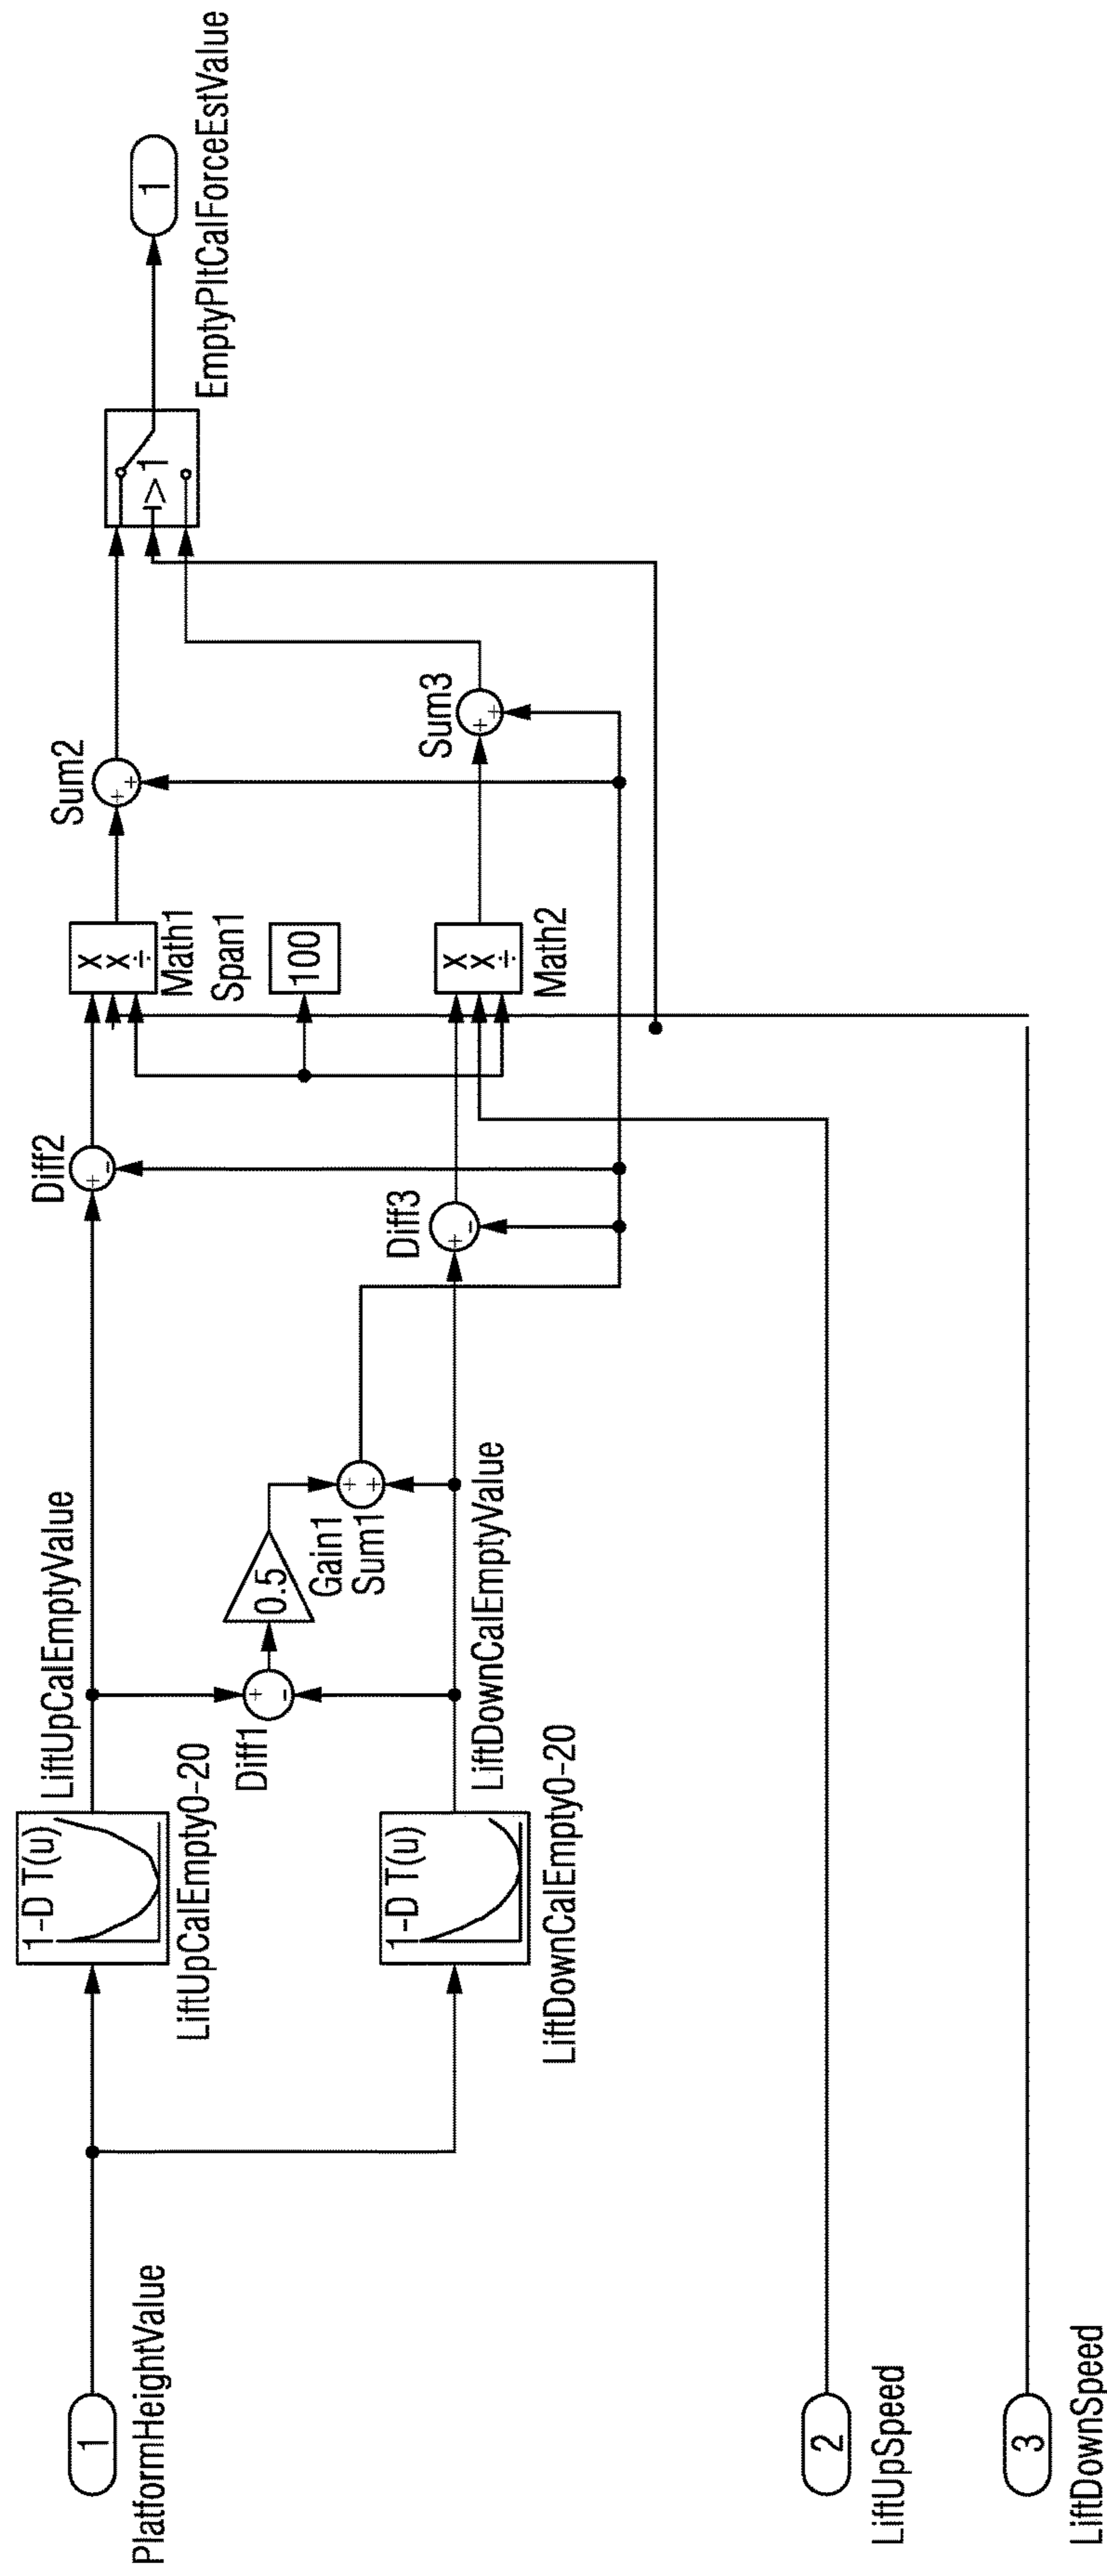 1
PlatformHeightValue
2
LiftUpSpeed
3
LiftDownSpeed
1-D T(u)
LiftUpCalEmpty0-20
LiftUpCalEmptyValue
1-D T(u)
LiftDownCalEmpty0-20
LiftDownCalEmptyValue
Diff1
+
-
0.5
Gain1
Sum1
+
+
Diff2
+
-
Diff3
+
-
X
X
÷
Math1
Span1
100
X
X
÷
Math2
Sum2
+
+
Sum3
+
+
>1
1
EmptyPltCalForceEstValue